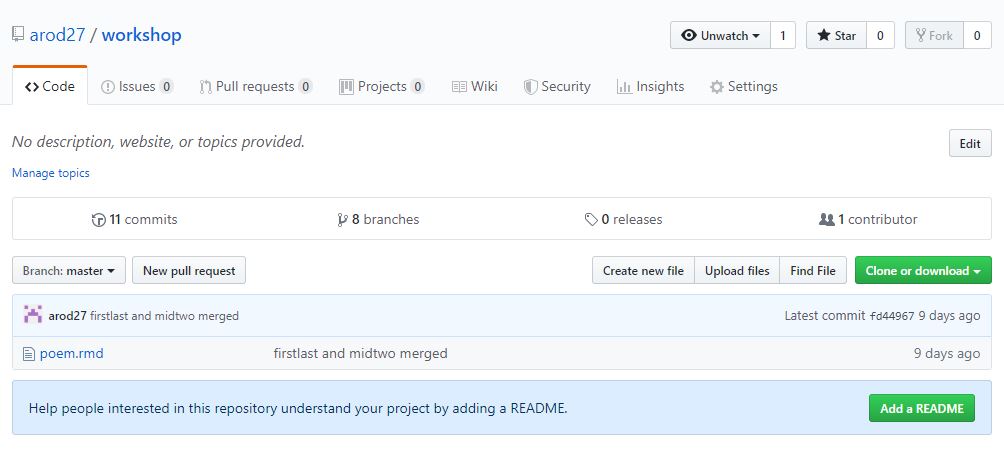 arod27 / workshop Unwatch 1 Star 0 Fork 0
Code Issues 0 Pull requests 0 Projects 0 Wiki Security Insights Settings
No description, website, or topics provided. Edit
Manage topics
11 commits 8 branches 0 releases 1 contributor
Branch: master New pull request Create new file Upload files Find File Clone or download
arod27 firstlast and midtwo merged Latest commit fd44967 9 days ago
poem.rmd firstlast and midtwo merged 9 days ago
Help people interested in this repository understand your project by adding a README. Add a README